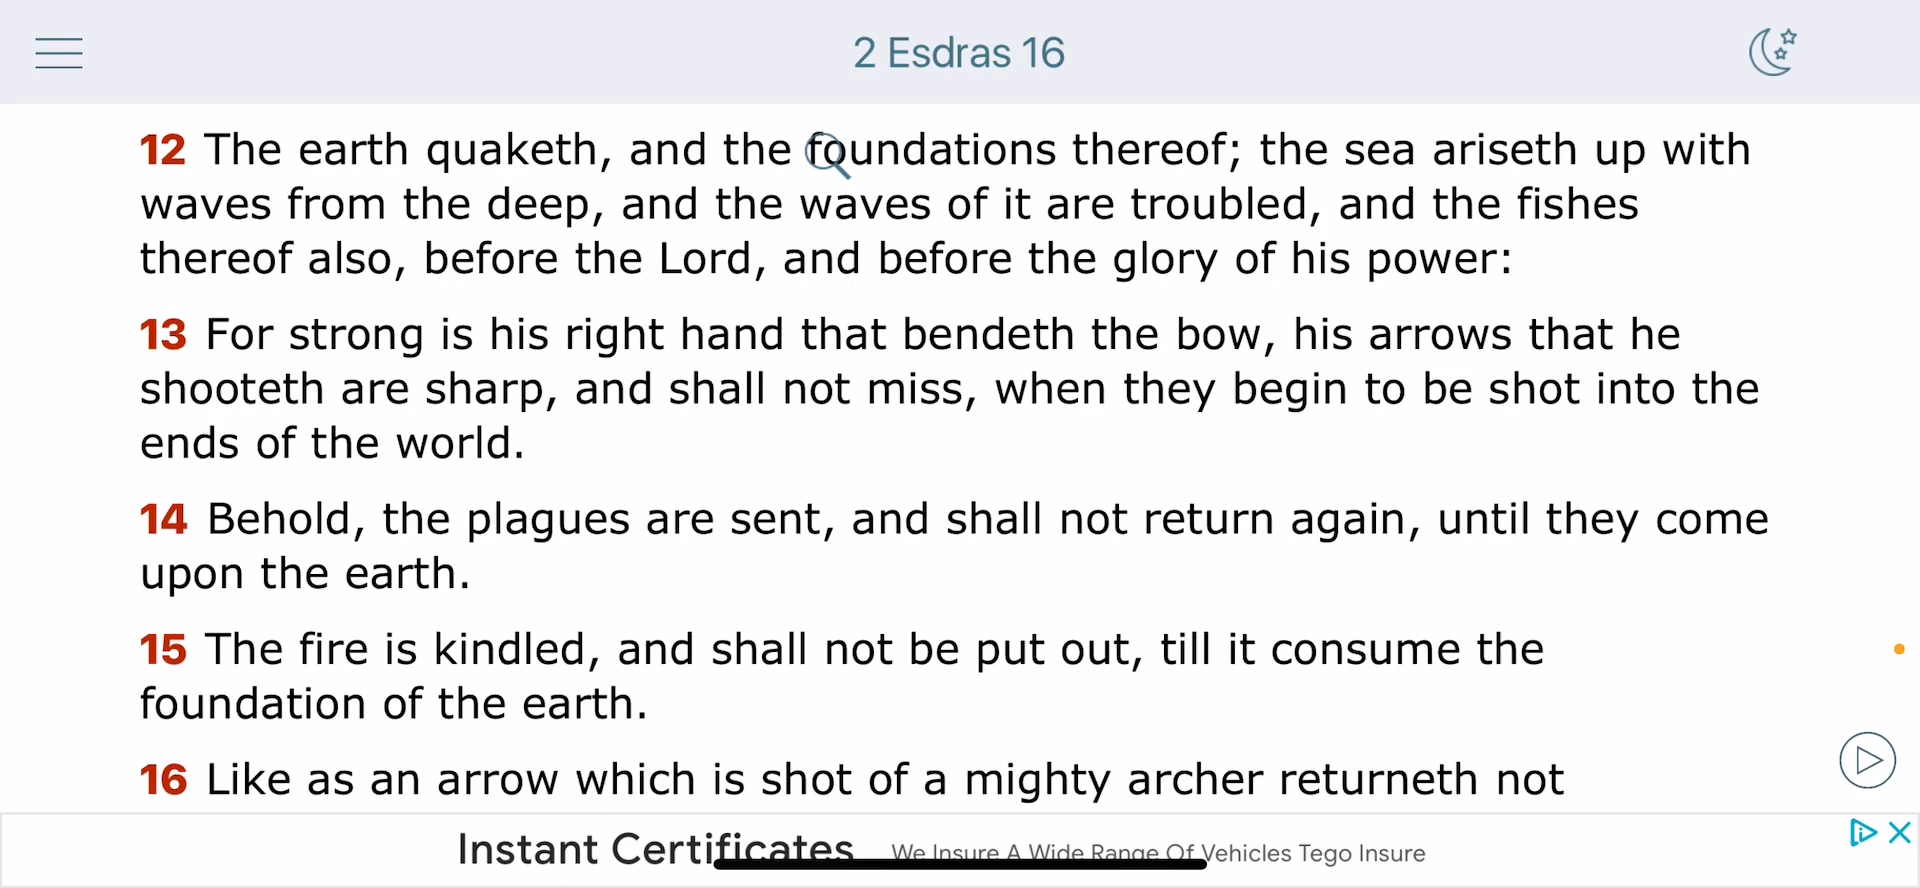 2 Esdras 16
12 The earth quaketh, and the foundations thereof; the sea ariseth up with
waves from the deep, and the waves of it are troubled, and the fishes
thereof also, before the Lord, and before the glory of his power:
13 For strong is his right hand that bendeth the bow, his arrows that he
shooteth are sharp, and shall not miss, when they begin to be shot into the
ends of the world.
14 Behold, the plagues are sent, and shall not return again, until they come
upon the earth.
15 The fire is kindled, and shall not be put out, till it consume the
foundation of the earth.
16 Like as an arrow which is shot of a mighty archer returneth not
Instant Certificates We Insure A Wide Range Of Vehicles Tego Insure